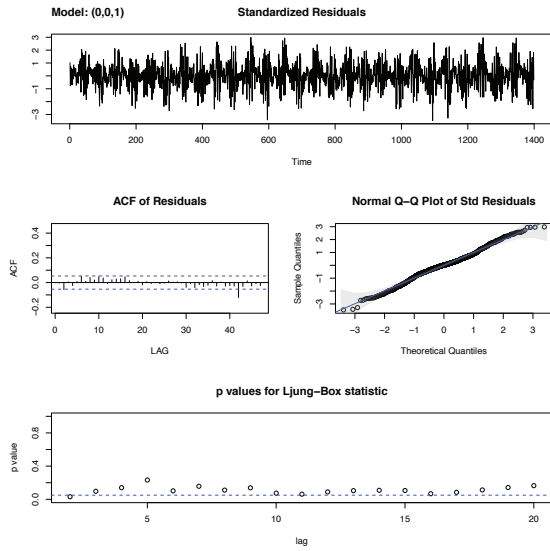 Model: (0,0,1) Standardized Residuals
3
1
−1
−3
0 200 400 600 800 1000 1200 1400
Time
ACF of Residuals
ACF
0.4
0.2
0.0
−0.2
0 10 20 30 40
LAG
Normal Q−Q Plot of Std Residuals
Sample Quantiles
3
2
1
−1
−3
−3 −2 −1 0 1 2 3
Theoretical Quantiles
p values for Ljung−Box statistic
p value
0.8
0.4
0.0
5 10 15 20
lag